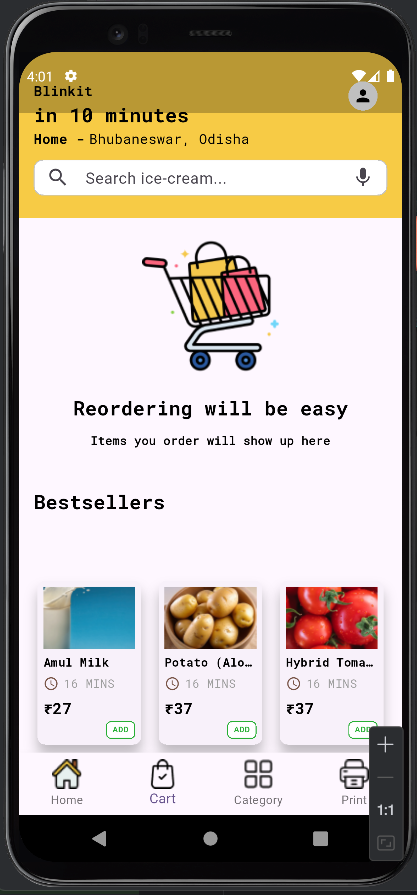 4:01
Blinkit
in 10 minutes
Home - Bhubaneswar, Odisha
Search ice-cream...
Reordering will be easy
Items you order will show up here
Bestsellers
Amul Milk
Potato (Alo…
Hybrid Toma…
16 MINS
16 MINS
16 MINS
₹27
₹37
₹37
ADD
ADD
ADD
Home
Cart
Category
Print
1:1